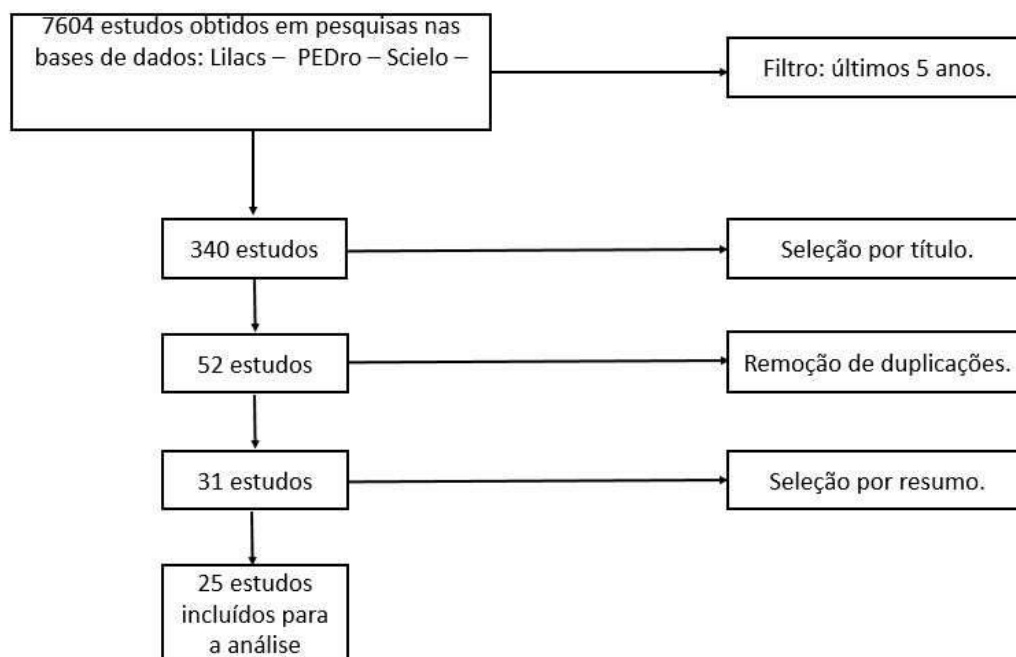 7604 estudos obtidos em pesquisas nas
bases de dados: Lilacs – PEDro – Scielo –
Filtro: últimos 5 anos.
340 estudos
Seleção por título.
52 estudos
Remoção de duplicações.
31 estudos
Seleção por resumo.
25 estudos
incluídos para
a análise